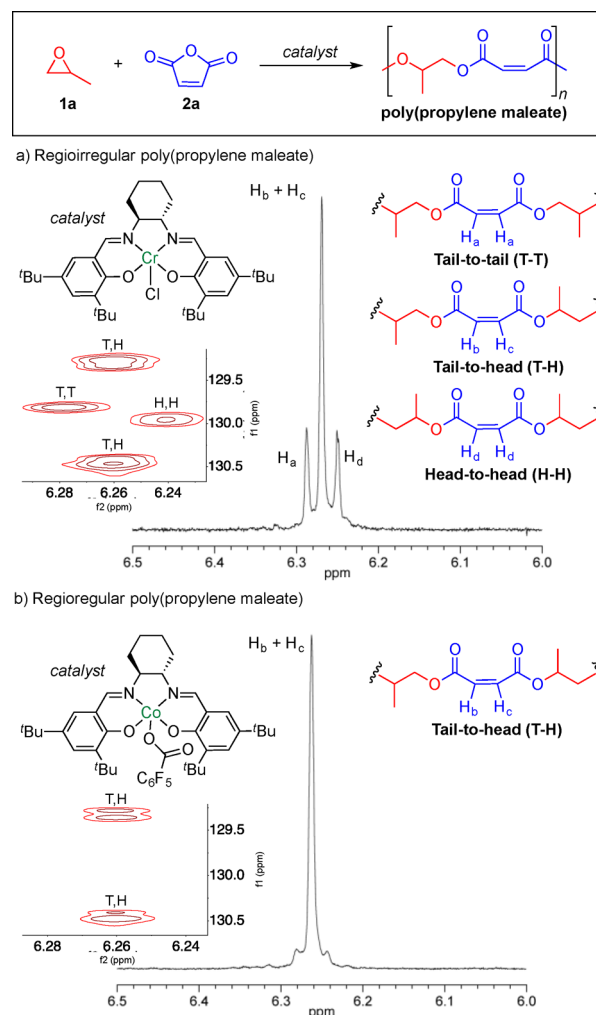 O
1a
+
O O O
2a
catalyst
O O O O n
poly(propylene maleate)
a) Regioirregular poly(propylene maleate)
catalyst
N N
Cr
O O
Cl
tBu tBu
tBu tBu
Hb + Hc
Ha
Hd
O O
O O
Ha Ha
Tail-to-tail (T-T)
O O
O O
Hb Hc
Tail-to-head (T-H)
O O
O O
Hd Hd
Head-to-head (H-H)
T,H
T,T
H,H
T,H
129.5
130.0
130.5
f1 (ppm)
6.28 6.26 6.24
f2 (ppm)
6.5 6.4 6.3 6.2 6.1 6.0
ppm
b) Regioregular poly(propylene maleate)
catalyst
N N
Co
O O
O O
C6F5
tBu tBu
tBu tBu
Hb + Hc
O O
O O
Hb Hc
Tail-to-head (T-H)
T,H
T,H
129.5
130.0
130.5
f1 (ppm)
6.28 6.26 6.24
f2 (ppm)
6.5 6.4 6.3 6.2 6.1 6.0
ppm